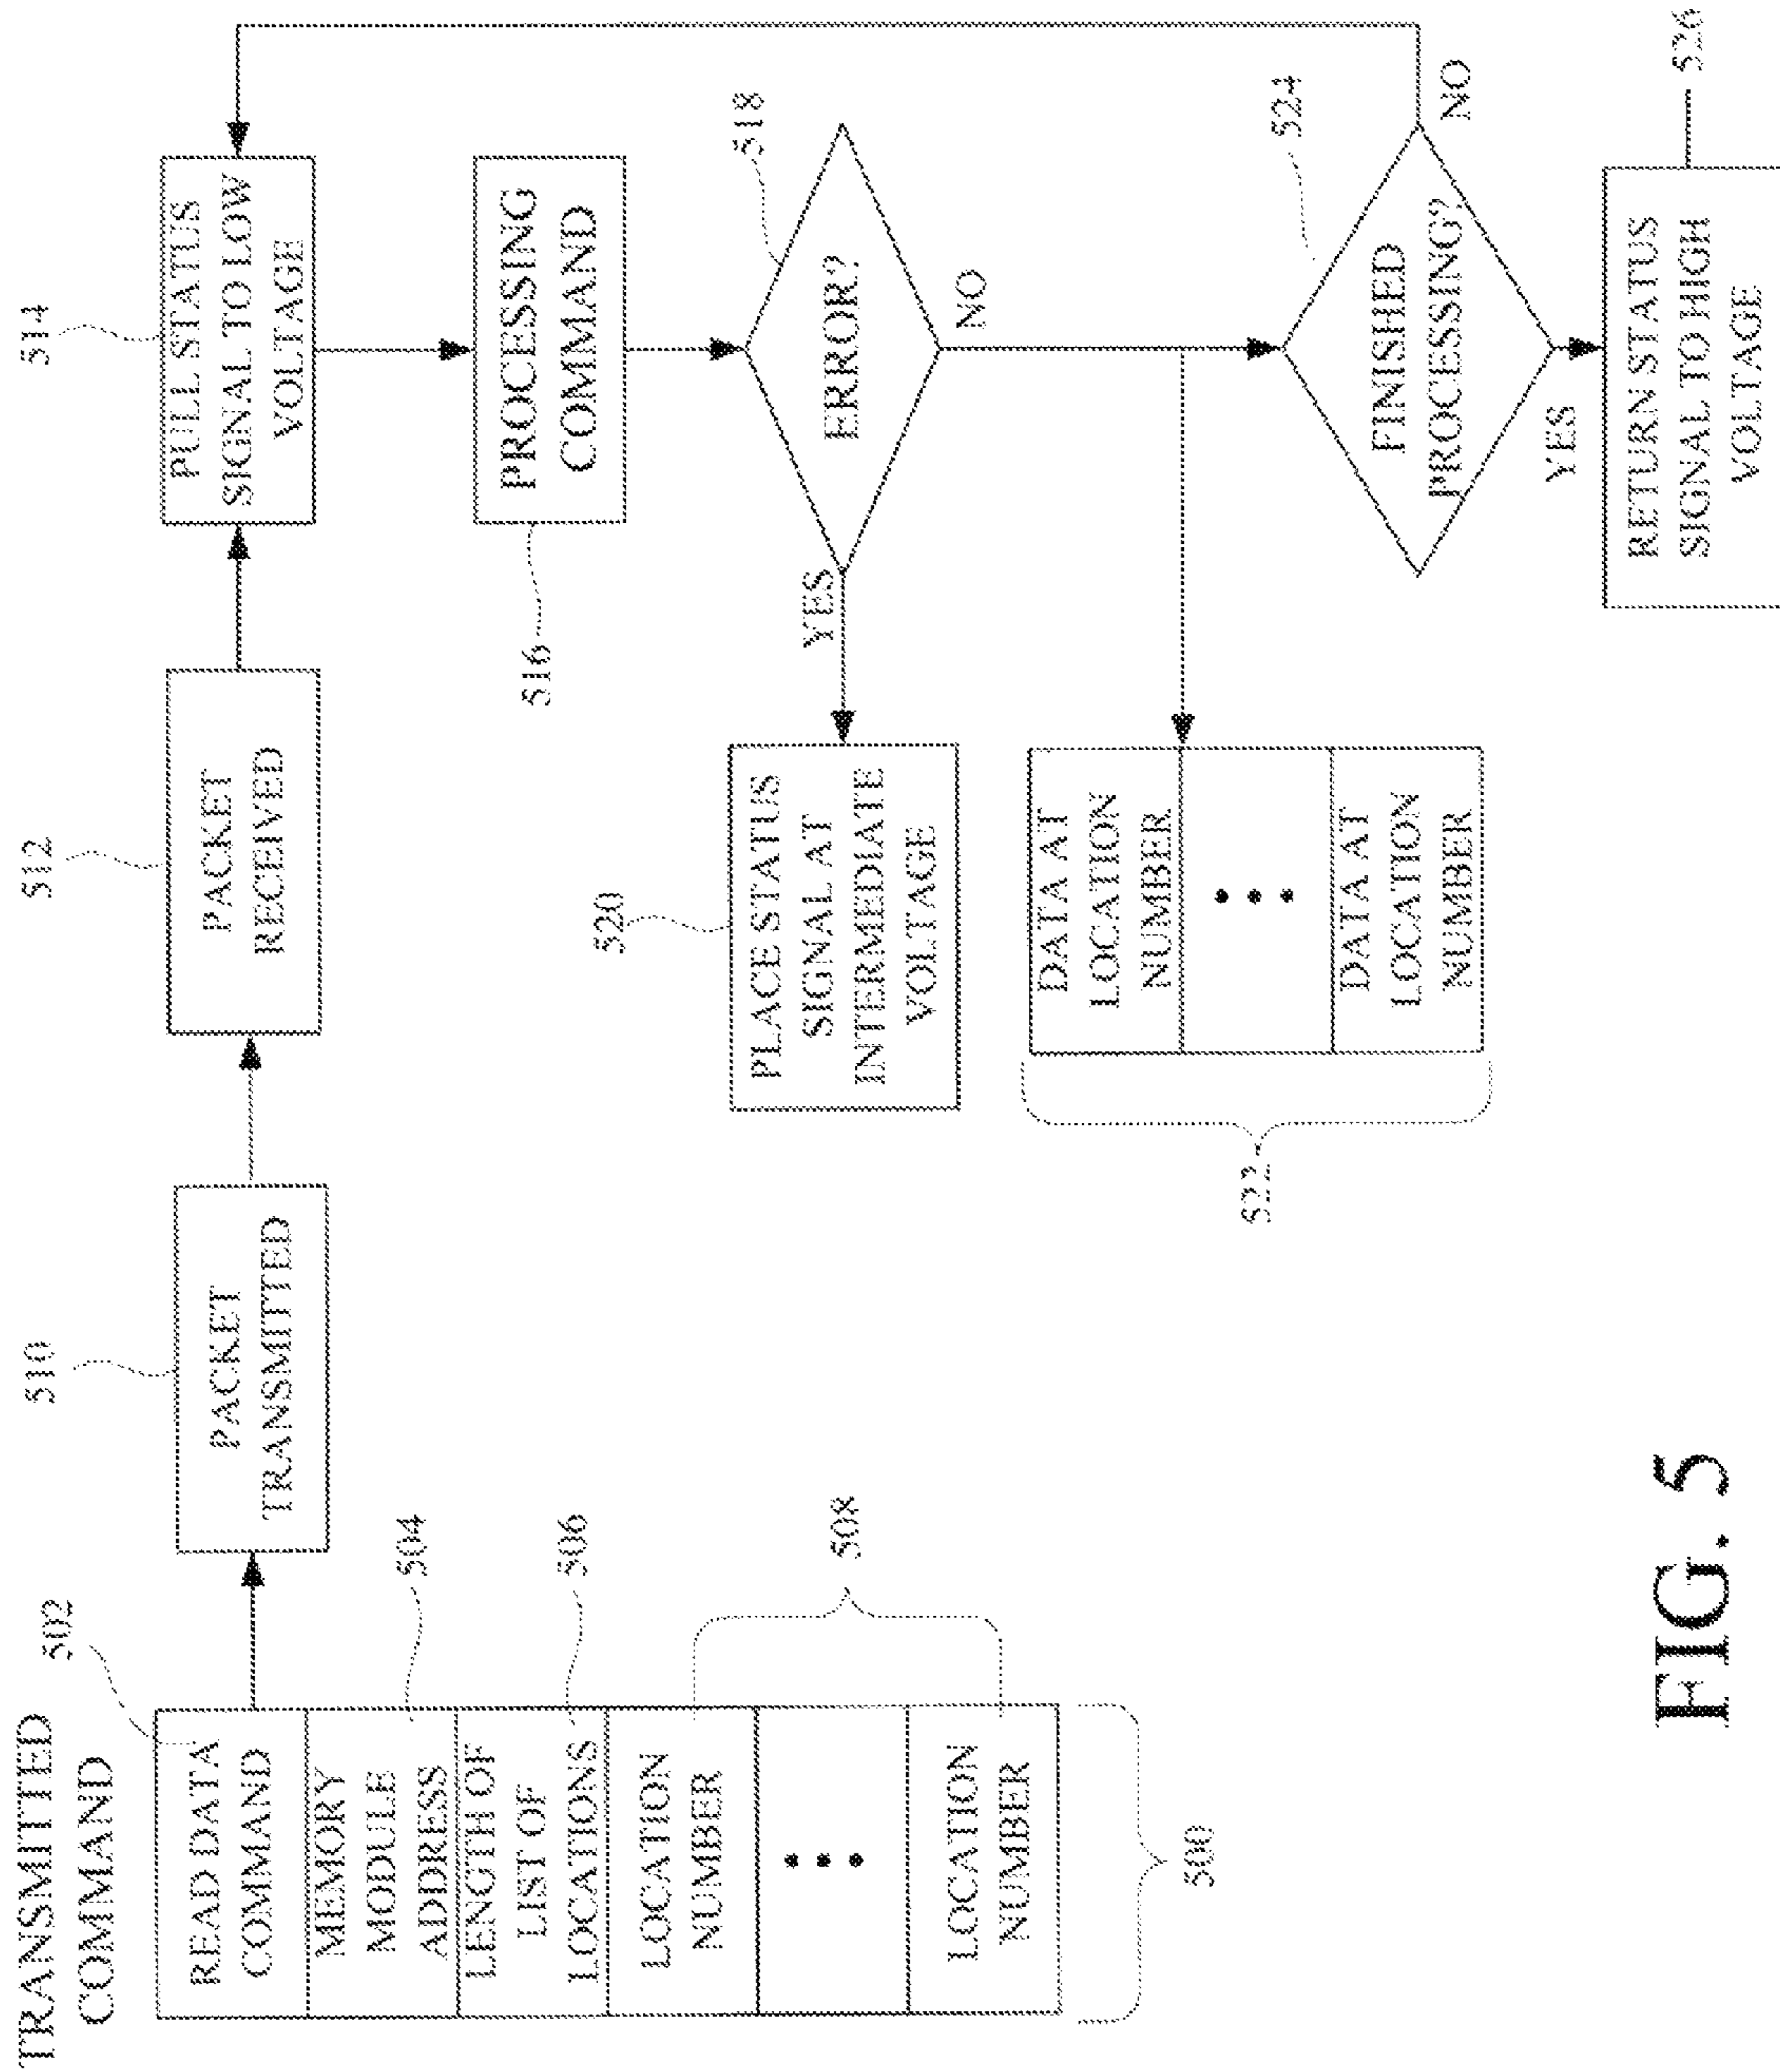 TRANSMITTED
COMMAND
502
READ DATA
COMMAND
MEMORY
MODULE
ADDRESS
504
LENGTH OF
LIST OF
LOCATIONS
506
LOCATION
NUMBER
• • •
LOCATION
NUMBER
508
500
510
PACKET
TRANSMITTED
512
PACKET
RECEIVED
514
PULL STATUS
SIGNAL TO LOW
VOLTAGE
516
PROCESSING
COMMAND
518
ERROR?
YES
NO
520
PLACE STATUS
SIGNAL AT
INTERMEDIATE
VOLTAGE
DATA AT
LOCATION
NUMBER
• • •
DATA AT
LOCATION
NUMBER
522
524
FINISHED
PROCESSING?
NO
YES
RETURN STATUS
SIGNAL TO HIGH
VOLTAGE
526
FIG. 5